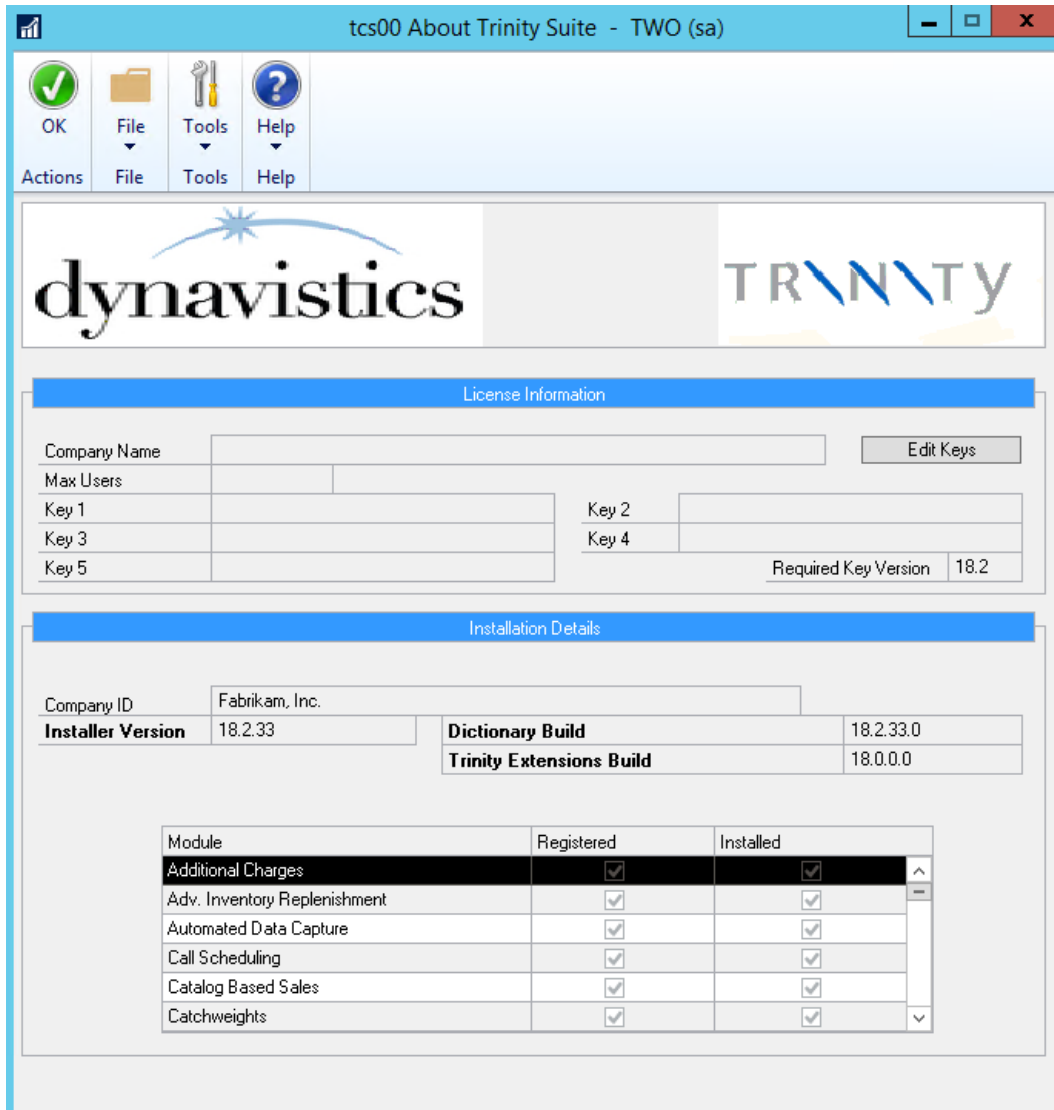 tcs00 About Trinity Suite - TWO (sa)
OK File Tools Help
Actions File Tools Help
dynavistics TRINITY
License Information
Company Name Edit Keys
Max Users
Key 1 Key 2
Key 3 Key 4
Key 5 Required Key Version 18.2
Installation Details
Company ID Fabrikam, Inc.
Installer Version 18.2.33 Dictionary Build 18.2.33.0
Trinity Extensions Build 18.0.0.0
Module Registered Installed
Additional Charges
Adv. Inventory Replenishment
Automated Data Capture
Call Scheduling
Catalog Based Sales
Catchweights